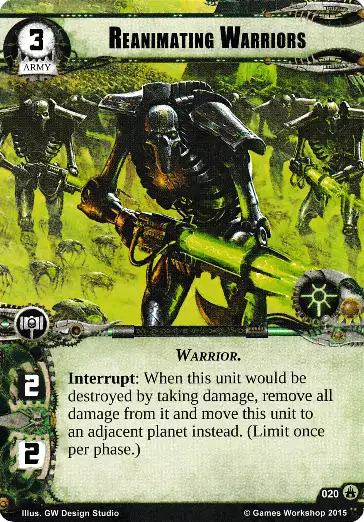 3
REANIMATING WARRIORS
ARMY
WARRIOR.
2
Interrupt: When this unit would be
destroyed by taking damage, remove all
damage from it and move this unit to
an adjacent planet instead. (Limit once
per phase.)
2
020
Illus. GW Design Studio
© Games Workshop 2015